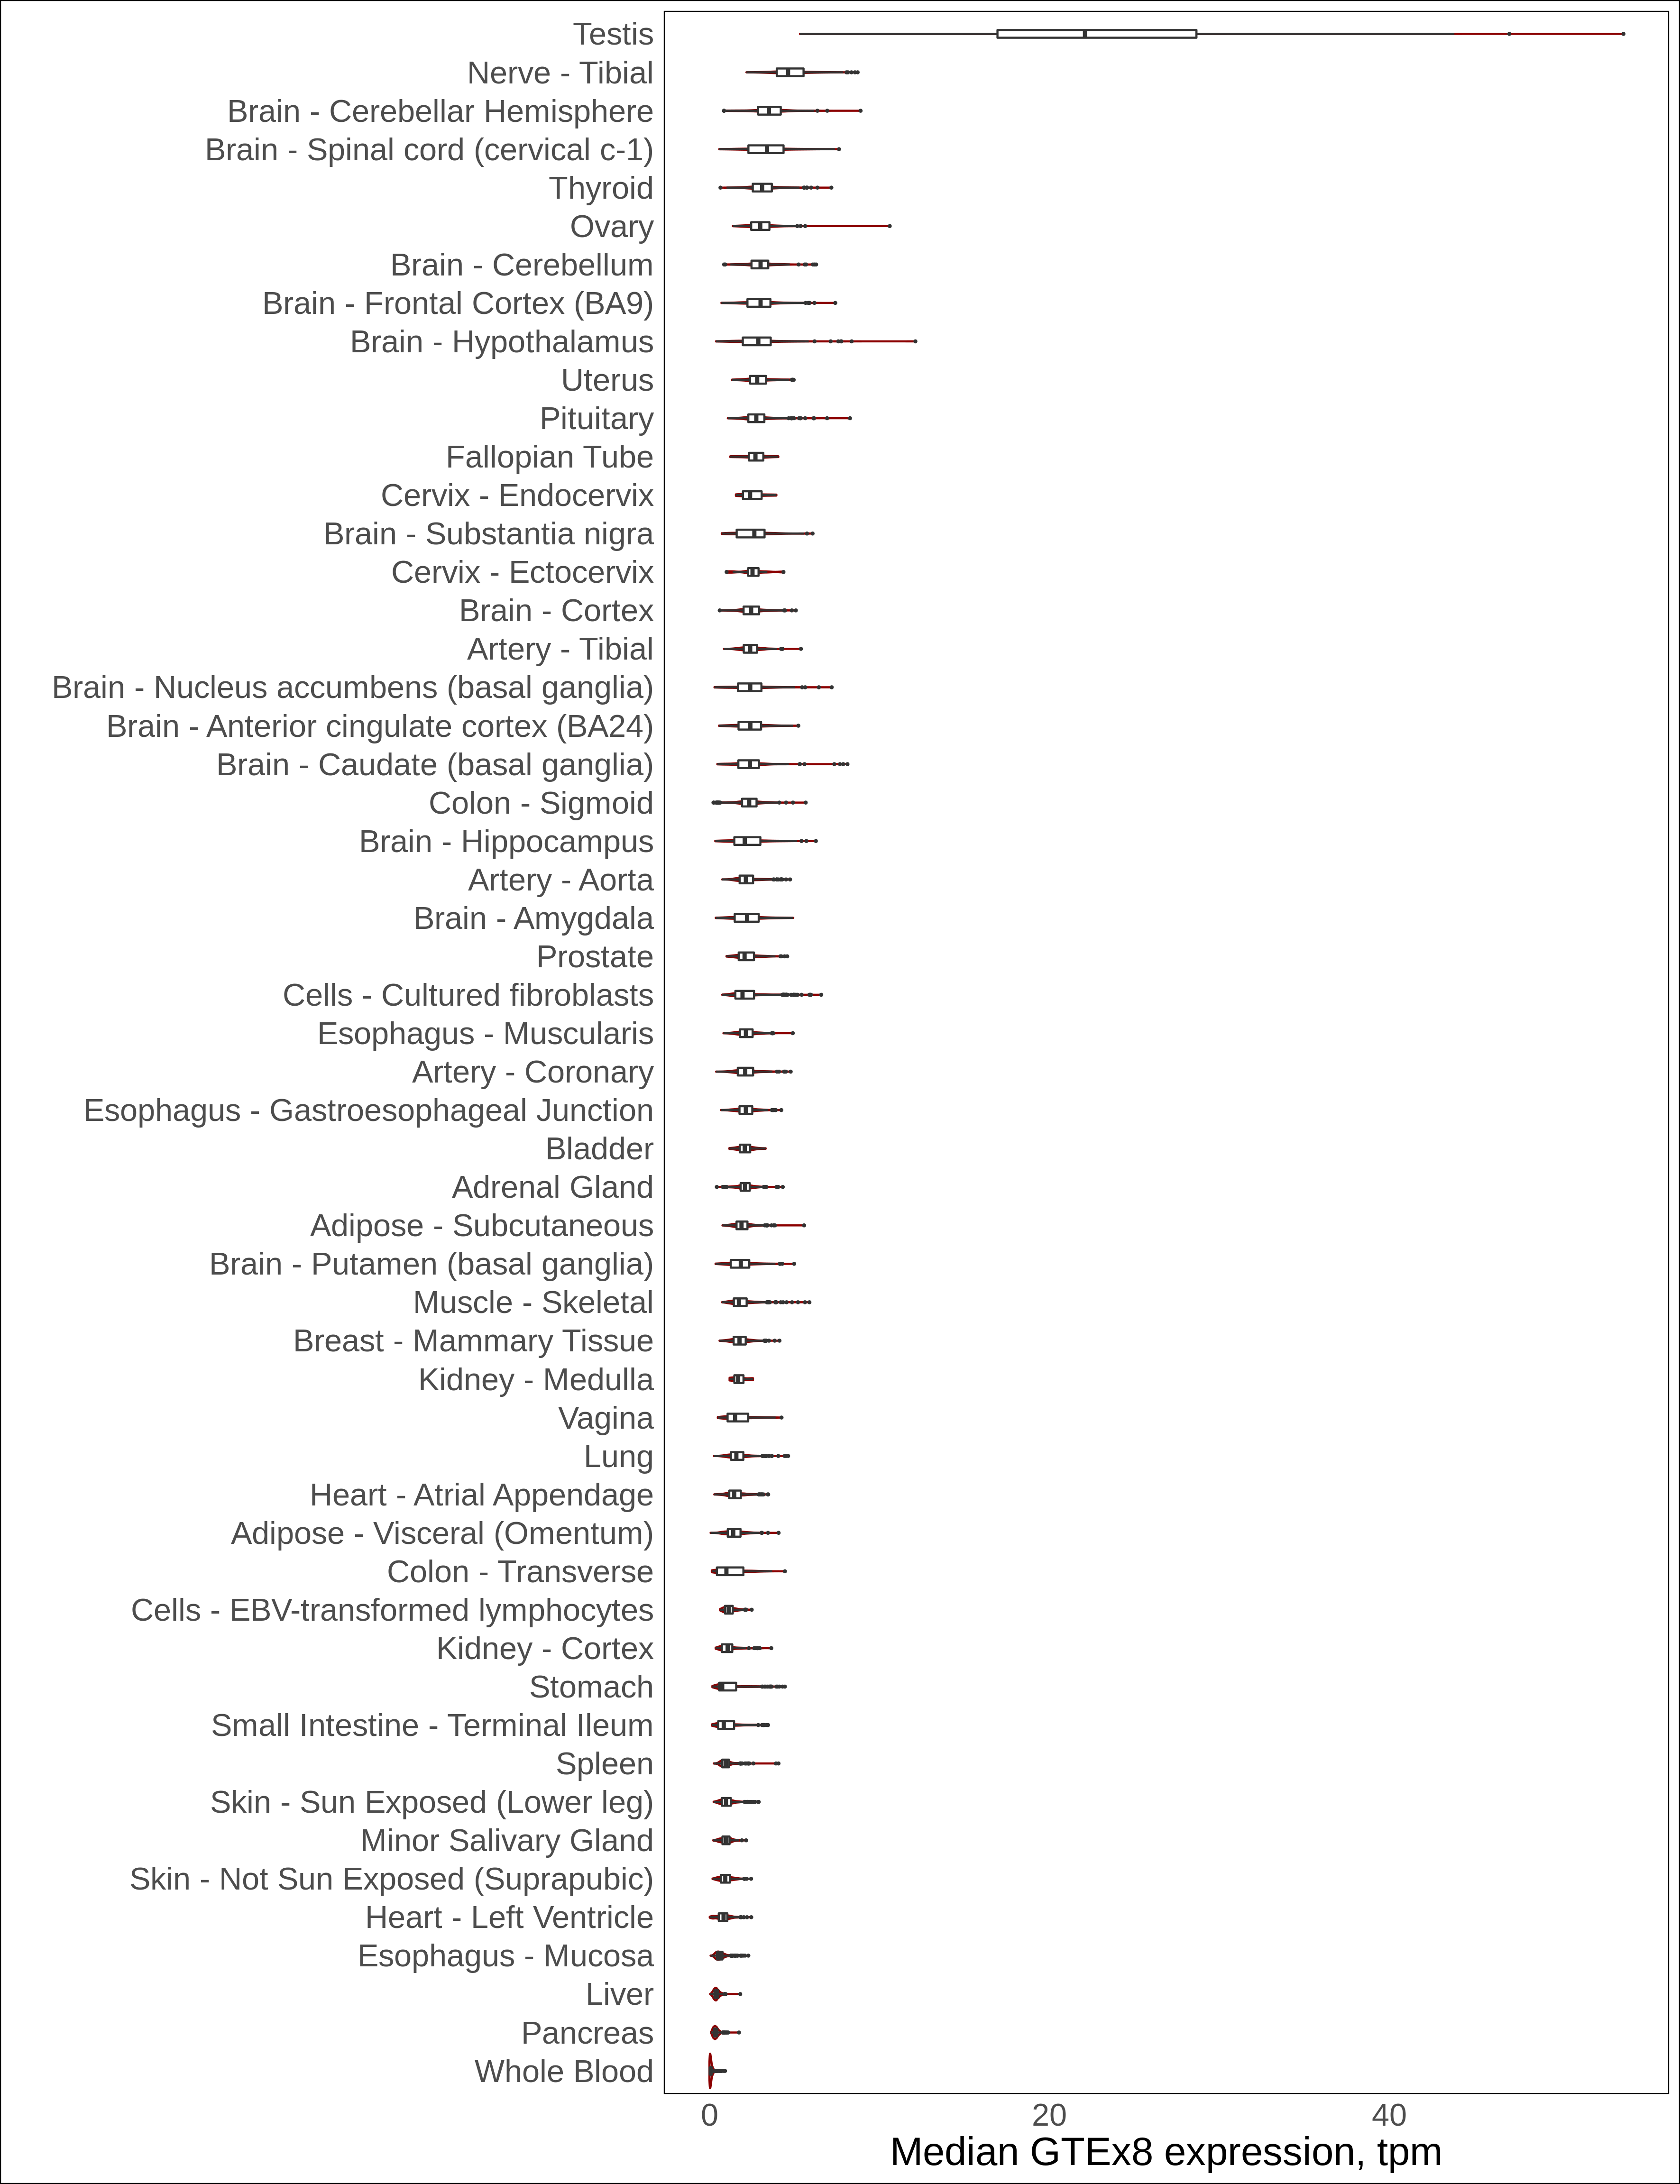 Testis
Nerve - Tibial
Brain - Cerebellar Hemisphere
Brain - Spinal cord (cervical c-1)
Thyroid
Ovary
Brain - Cerebellum
Brain - Frontal Cortex (BA9)
Brain - Hypothalamus
Uterus
Pituitary
Fallopian Tube
Cervix - Endocervix
Brain - Substantia nigra
Cervix - Ectocervix
Brain - Cortex
Artery - Tibial
Brain - Nucleus accumbens (basal ganglia)
Brain - Anterior cingulate cortex (BA24)
Brain - Caudate (basal ganglia)
Colon - Sigmoid
Brain - Hippocampus
Artery - Aorta
Brain - Amygdala
Prostate
Cells - Cultured fibroblasts
Esophagus - Muscularis
Artery - Coronary
Esophagus - Gastroesophageal Junction
Bladder
Adrenal Gland
Adipose - Subcutaneous
Brain - Putamen (basal ganglia)
Muscle - Skeletal
Breast - Mammary Tissue
Kidney - Medulla
Vagina
Lung
Heart - Atrial Appendage
Adipose - Visceral (Omentum)
Colon - Transverse
Cells - EBV-transformed lymphocytes
Kidney - Cortex
Stomach
Small Intestine - Terminal Ileum
Spleen
Skin - Sun Exposed (Lower leg)
Minor Salivary Gland
Skin - Not Sun Exposed (Suprapubic)
Heart - Left Ventricle
Esophagus - Mucosa
Liver
Pancreas
Whole Blood
0 20 40
Median GTEx8 expression, tpm